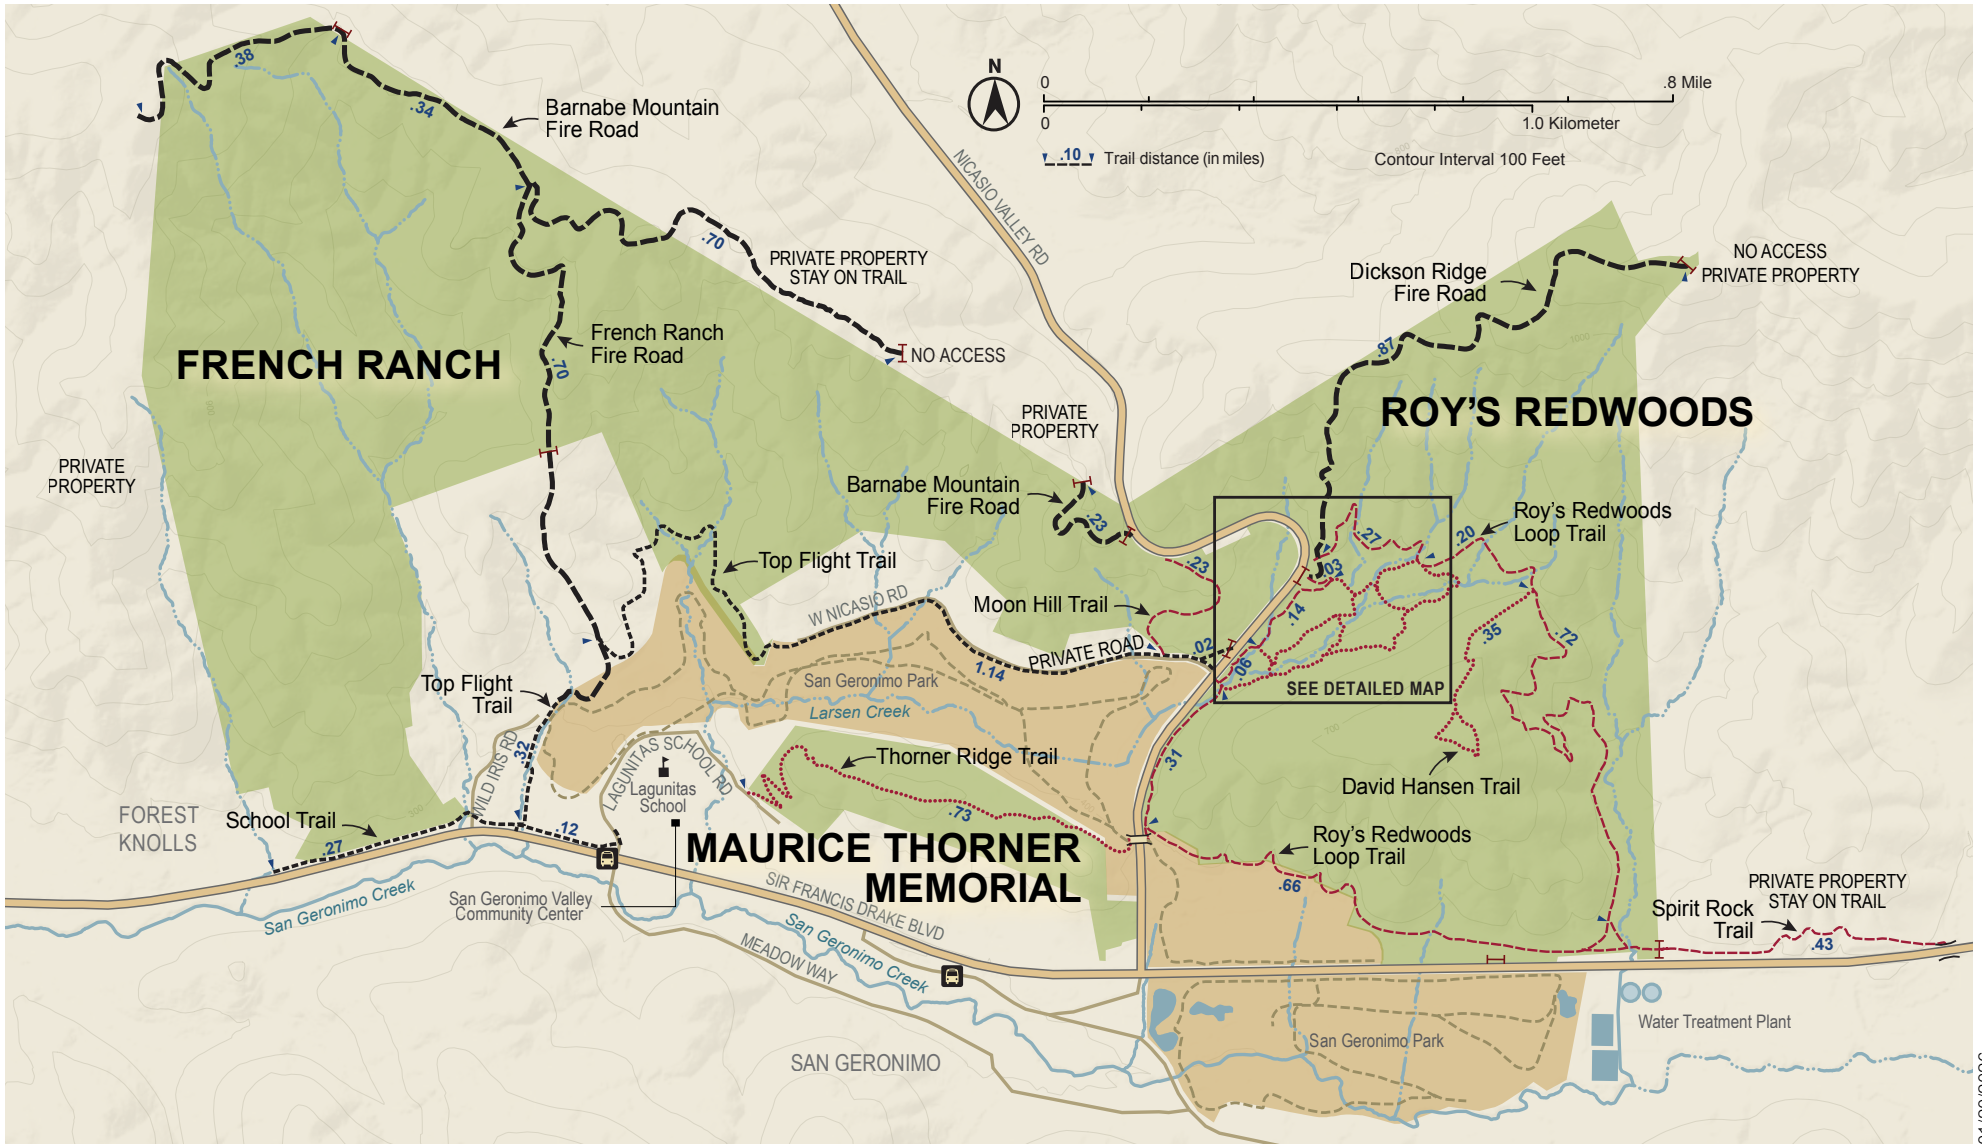 N
0
.8 Mile
0
1.0 Kilometer
.10
Trail distance (in miles)
Contour Interval 100 Feet
.38
.34
Barnabe Mountain
Fire Road
NICASIO VALLEY RD
.70
PRIVATE PROPERTY
STAY ON TRAIL
NO ACCESS
PRIVATE PROPERTY
Dickson Ridge
Fire Road
French Ranch
Fire Road
.70
FRENCH RANCH
NO ACCESS
.87
1000
ROY'S REDWOODS
PRIVATE
PROPERTY
PRIVATE
PROPERTY
Barnabe Mountain
Fire Road
.23
Roy's Redwoods
Loop Trail
.27
.20
.03
Top Flight Trail
.23
W NICASIO RD
Moon Hill Trail
.14
.35
.72
PRIVATE ROAD
.02
.06
1.14
San Geronimo Park
SEE DETAILED MAP
Top Flight
Trail
Larsen Creek
700
.32
WILD IRIS RD
LAGUNITAS SCHOOL RD
Lagunitas
School
Thorner Ridge Trail
.31
David Hansen Trail
FOREST
KNOLLS
School Trail
.27
.12
.73
MAURICE THORNER
MEMORIAL
Roy's Redwoods
Loop Trail
.66
San Geronimo Creek
San Geronimo Valley
Community Center
SIR FRANCIS DRAKE BLVD
PRIVATE PROPERTY
STAY ON TRAIL
Spirit Rock
Trail
.43
MEADOW WAY
San Geronimo Creek
San Geronimo Park
Water Treatment Plant
SAN GERONIMO